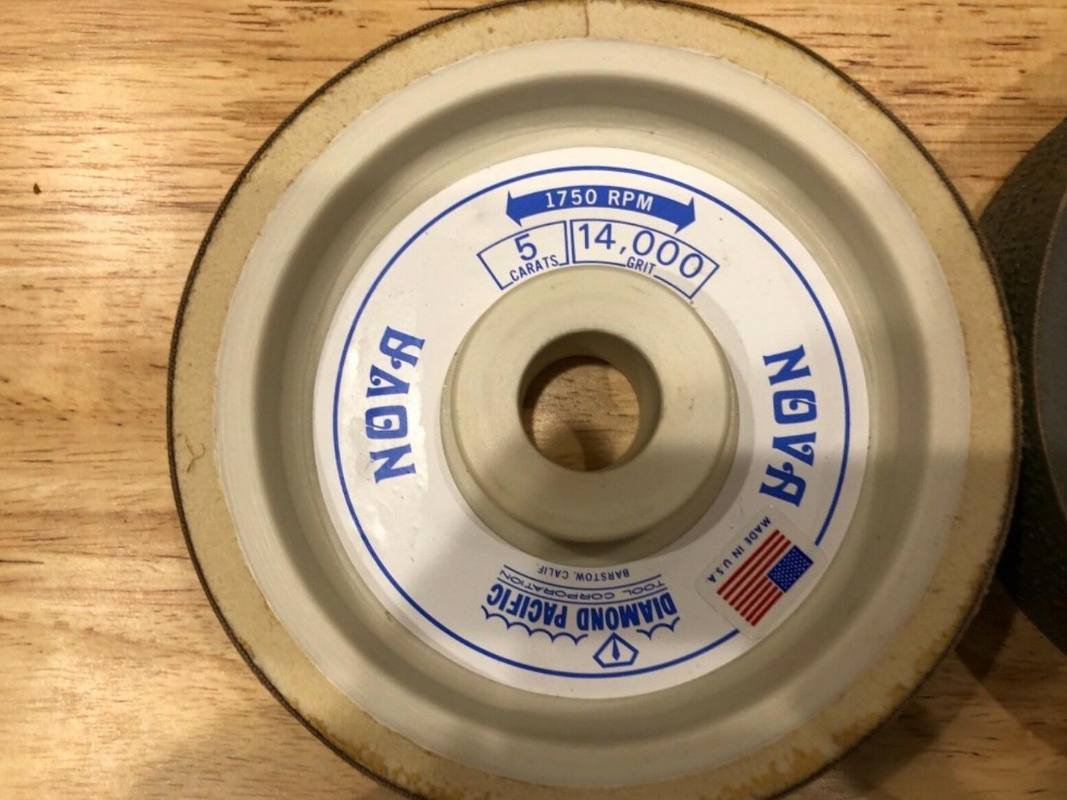 1750 RPM
5 CARATS
14,000 GRIT
NOVA
NOVA
MADE IN U.S.A
DIAMOND PACIFIC
TOOL CORPORATION
BARSTOW, CALIF.